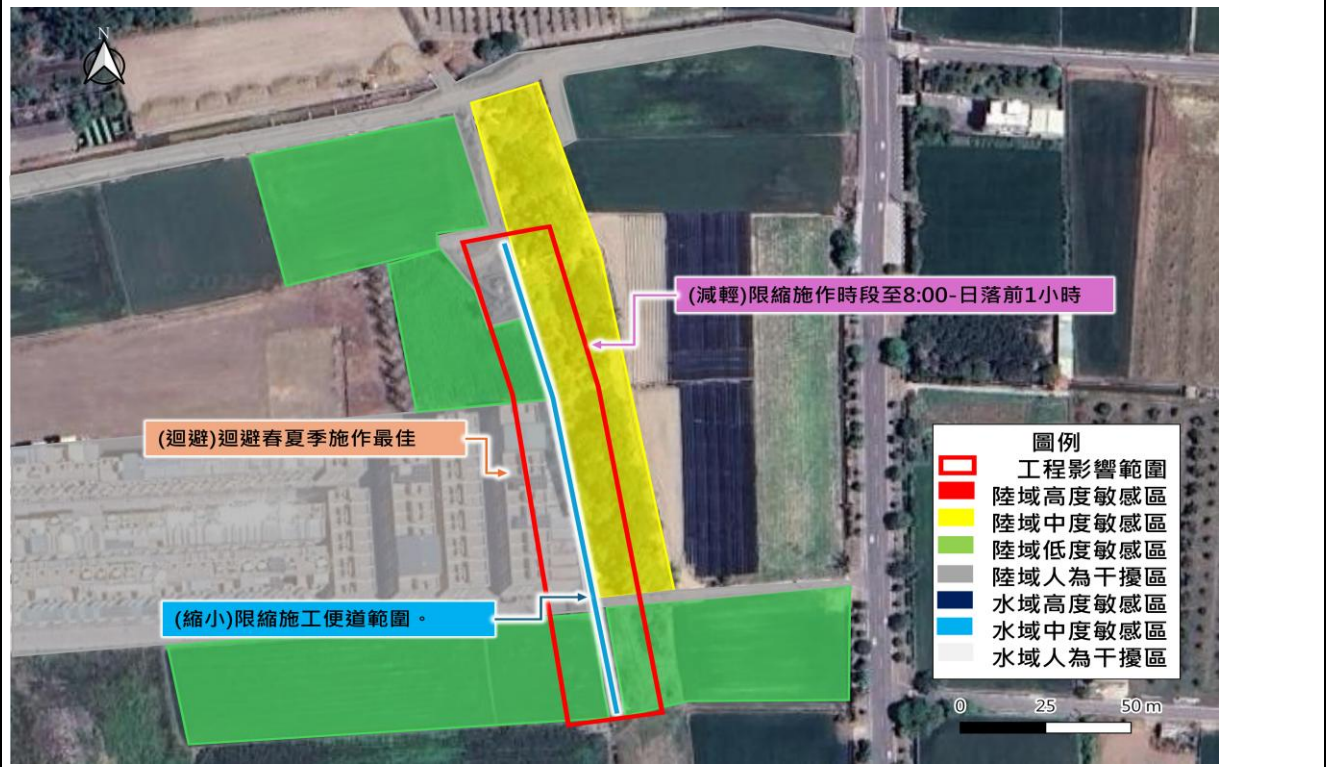 N
(減輕)限縮施作時段至8:00-日落前1小時
(迴避)迴避春夏季施作最佳
(縮小)限縮施工便道範圍。
圖例
工程影響範圍
陸域高度敏感區
陸域中度敏感區
陸域低度敏感區
陸域人為干擾區
水域高度敏感區
水域中度敏感區
水域人為干擾區
0 25 50 m